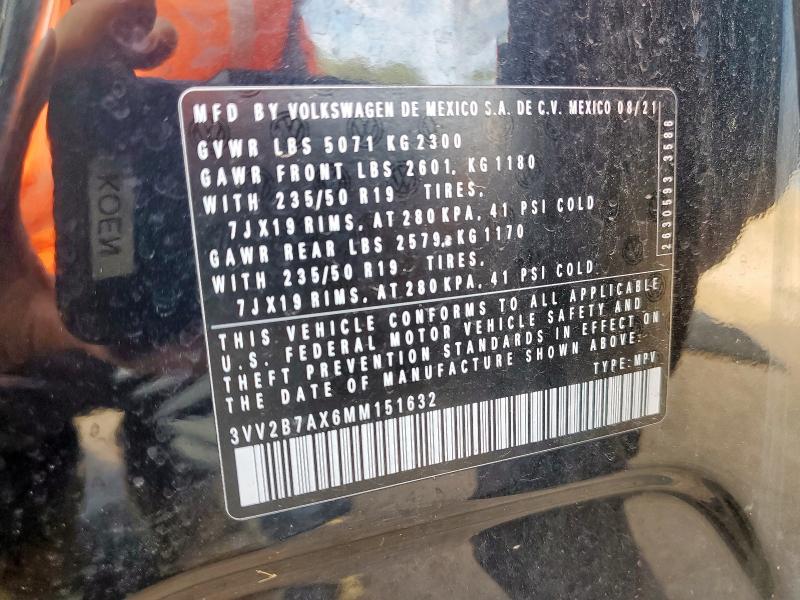 MFD BY VOLKSWAGEN DE MEXICO S.A. DE C.V. MEXICO 08/21
GVWR LBS 5071 KG 2300
GAWR FRONT LBS 2601, KG 1180
WITH 235/50 R19 TIRES,
7JX19 RIMS, AT 280 KPA, 41 PSI COLD
GAWR REAR LBS 2579, KG 1170
WITH 235/50 R19 TIRES,
7JX19 RIMS, AT 280 KPA, 41 PSI COLD
2630593 3586
THIS VEHICLE CONFORMS TO ALL APPLICABLE
U.S. FEDERAL MOTOR VEHICLE SAFETY AND
THEFT PREVENTION STANDARDS IN EFFECT ON
THE DATE OF MANUFACTURE SHOWN ABOVE.
TYPE: MPV
3VV2B7AX6MM151632
KOEN